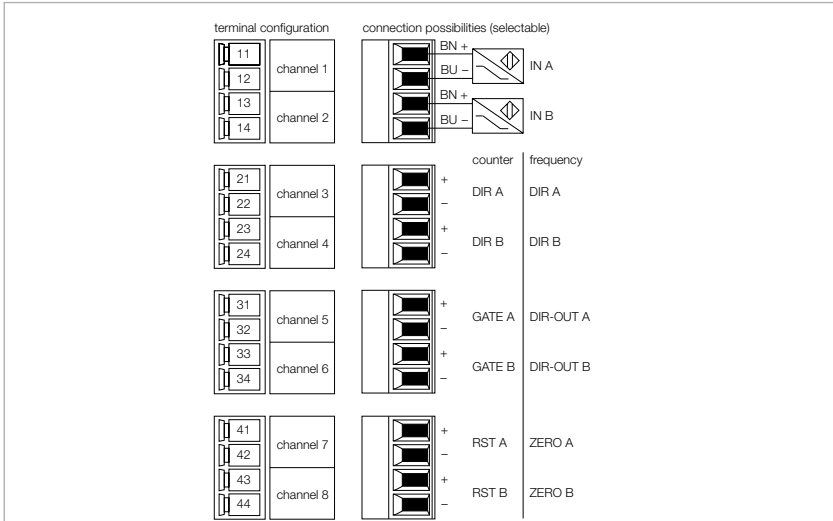 terminal configuration connection possibilities (selectable)
11 channel 1 BN + IN A
12 BU –
13 channel 2 BN + IN B
14 BU –
counter frequency
21 channel 3 + DIR A DIR A
22 –
23 channel 4 + DIR B DIR B
24 –
31 channel 5 + GATE A DIR-OUT A
32 –
33 channel 6 + GATE B DIR-OUT B
34 –
41 channel 7 + RST A ZERO A
42 –
43 channel 8 + RST B ZERO B
44 –